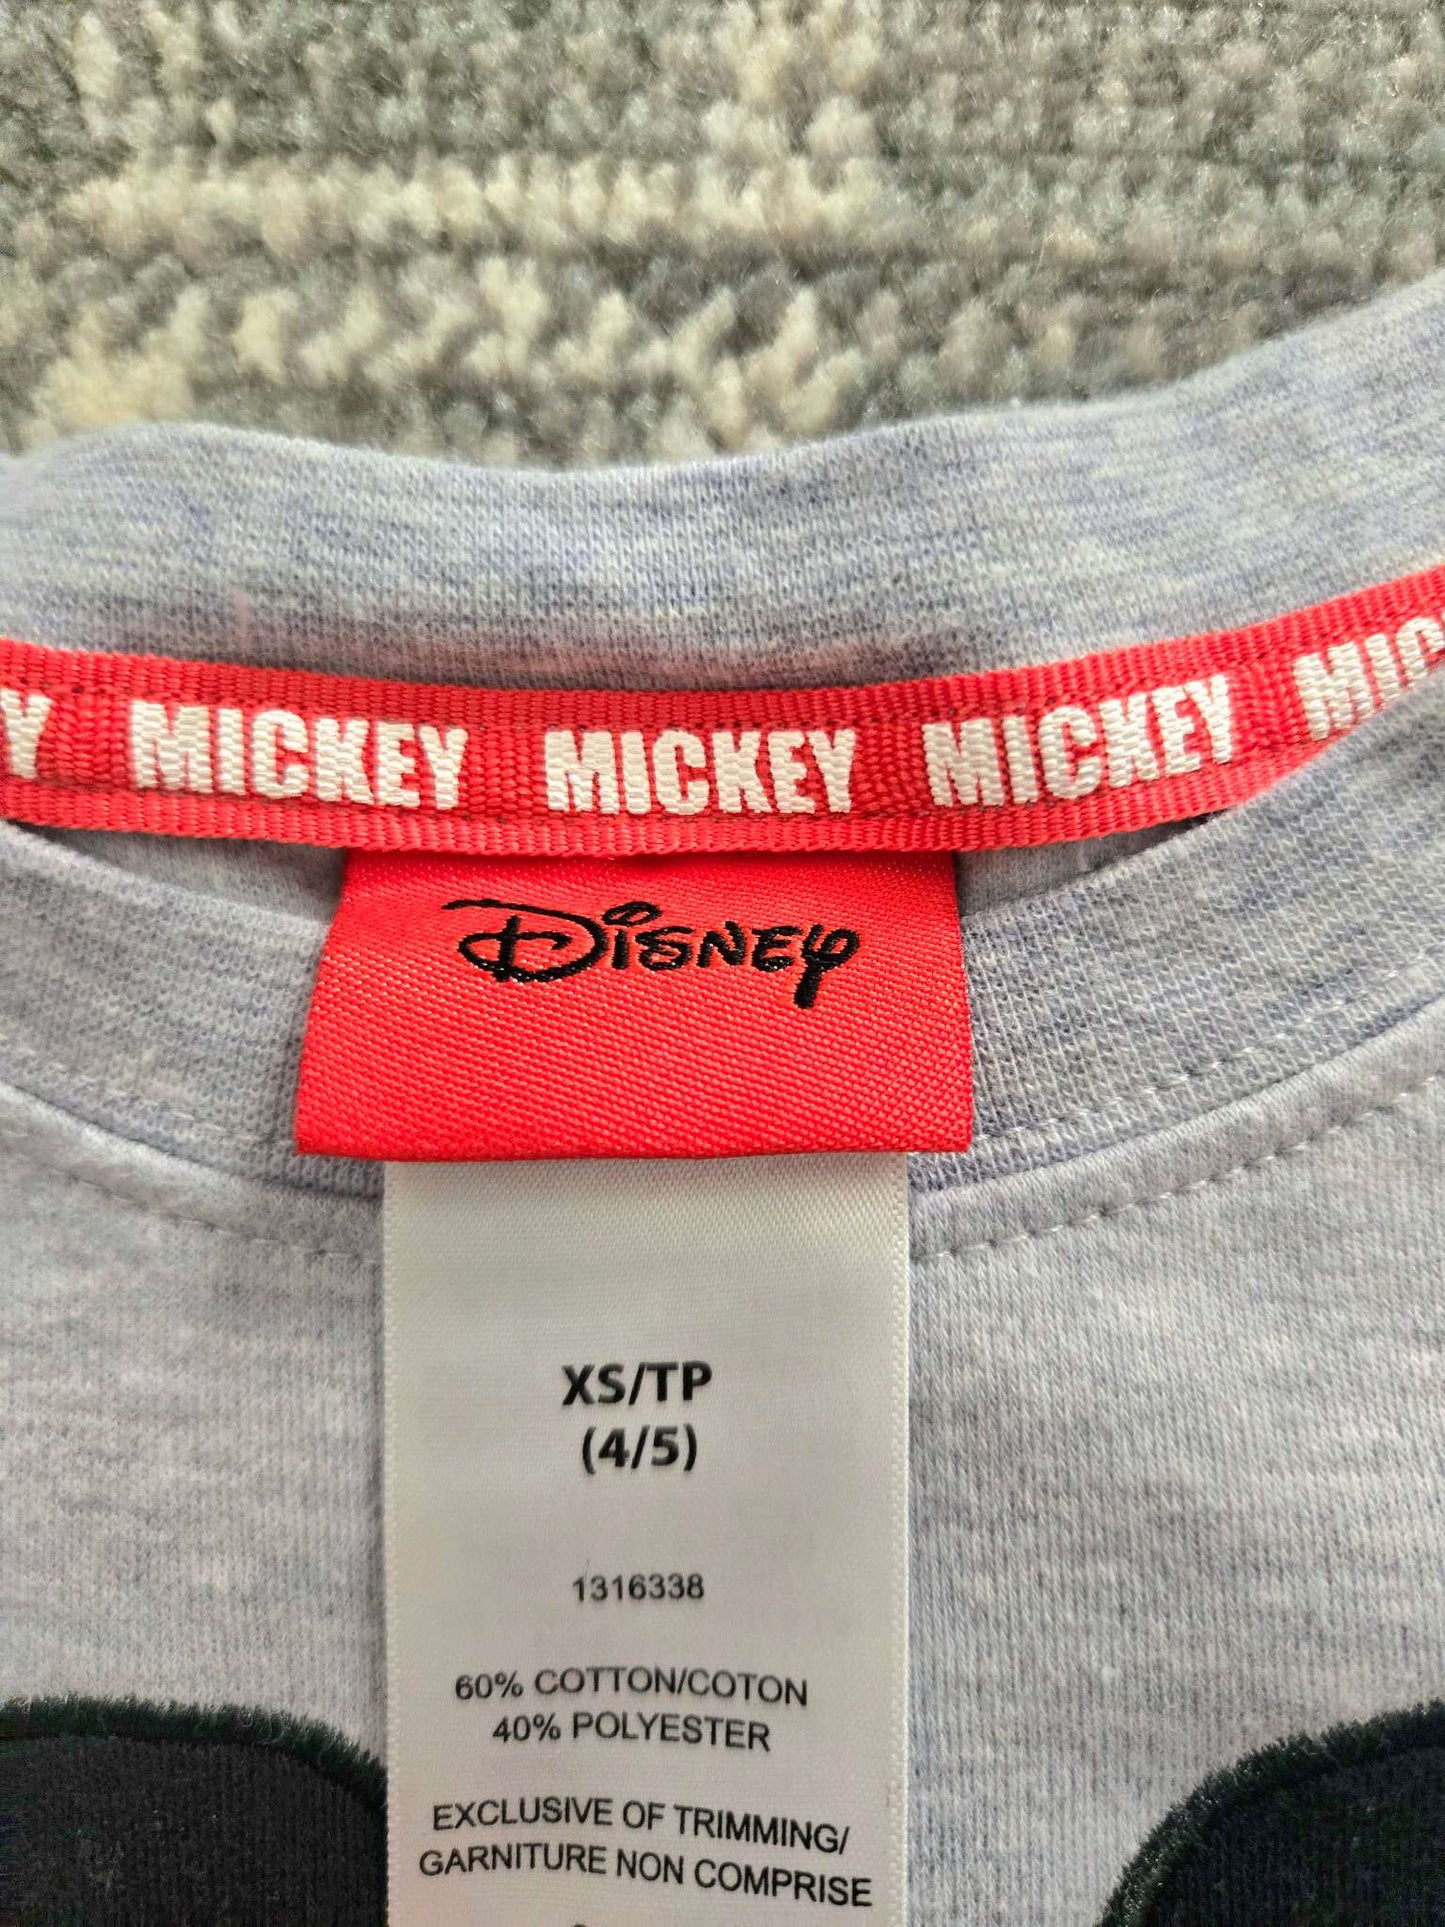 MICKEY MICKEY MICKEY
Disney
XS/TP
(4/5)
1316338
60% COTTON/COTON
40% POLYESTER
EXCLUSIVE OF TRIMMING/
GARNITURE NON COMPRISE